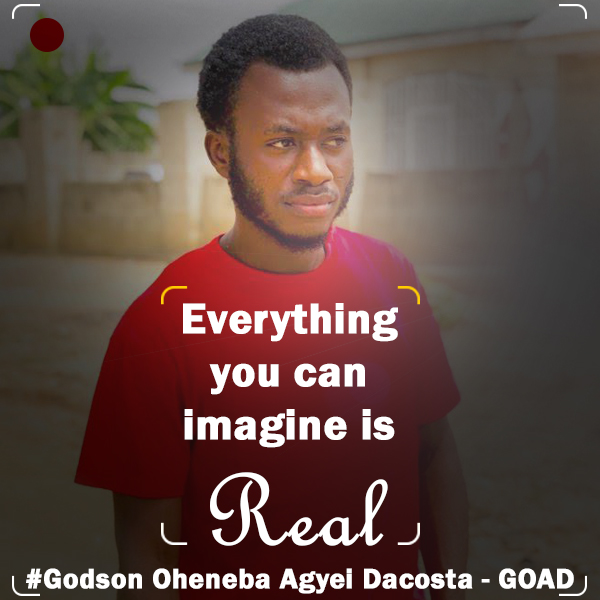 Everything
you can
imagine is
Real
#Godson Oheneba Agyei Dacosta - GOAD